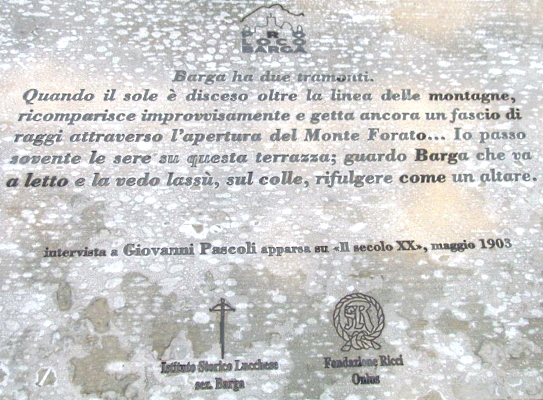 PRO
LOCO
BARGA
Barga ha due tramonti.
Quando il sole è disceso oltre la linea delle montagne,
ricomparisce improvvisamente e getta ancora un fascio di
raggi attraverso l'apertura del Monte Forato... Io passo
sovente le sere su questa terrazza; guardo Barga che va
a letto e la vedo lassù, sul colle, rifulgere come un altare.
intervista a Giovanni Pascoli apparsa su «Il secolo XX», maggio 1903
Istituto Storico Lucchese
sez. Barga
Fondazione Ricci
Onlus